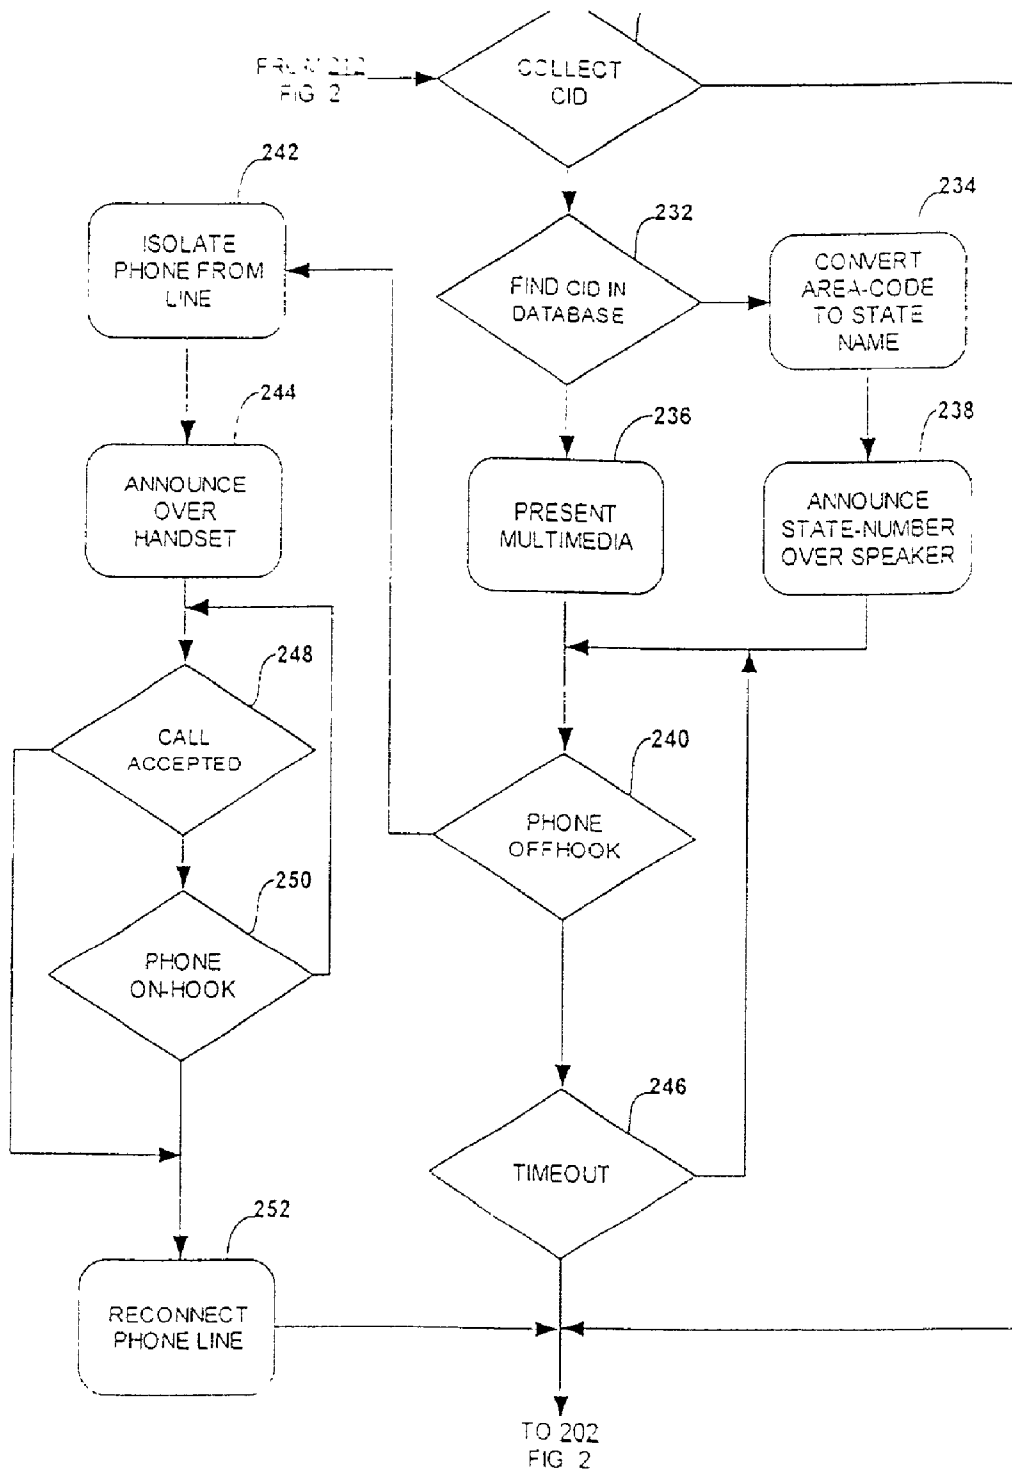 FROM 212
FIG 2
COLLECT
CID
242
ISOLATE
PHONE FROM
LINE
232
FIND CID IN
DATABASE
234
CONVERT
AREA-CODE
TO STATE
NAME
244
ANNOUNCE
OVER
HANDSET
236
PRESENT
MULTIMEDIA
238
ANNOUNCE
STATE-NUMBER
OVER SPEAKER
248
CALL
ACCEPTED
240
PHONE
OFFHOOK
250
PHONE
ON-HOOK
246
TIMEOUT
252
RECONNECT
PHONE LINE
TO 202
FIG 2